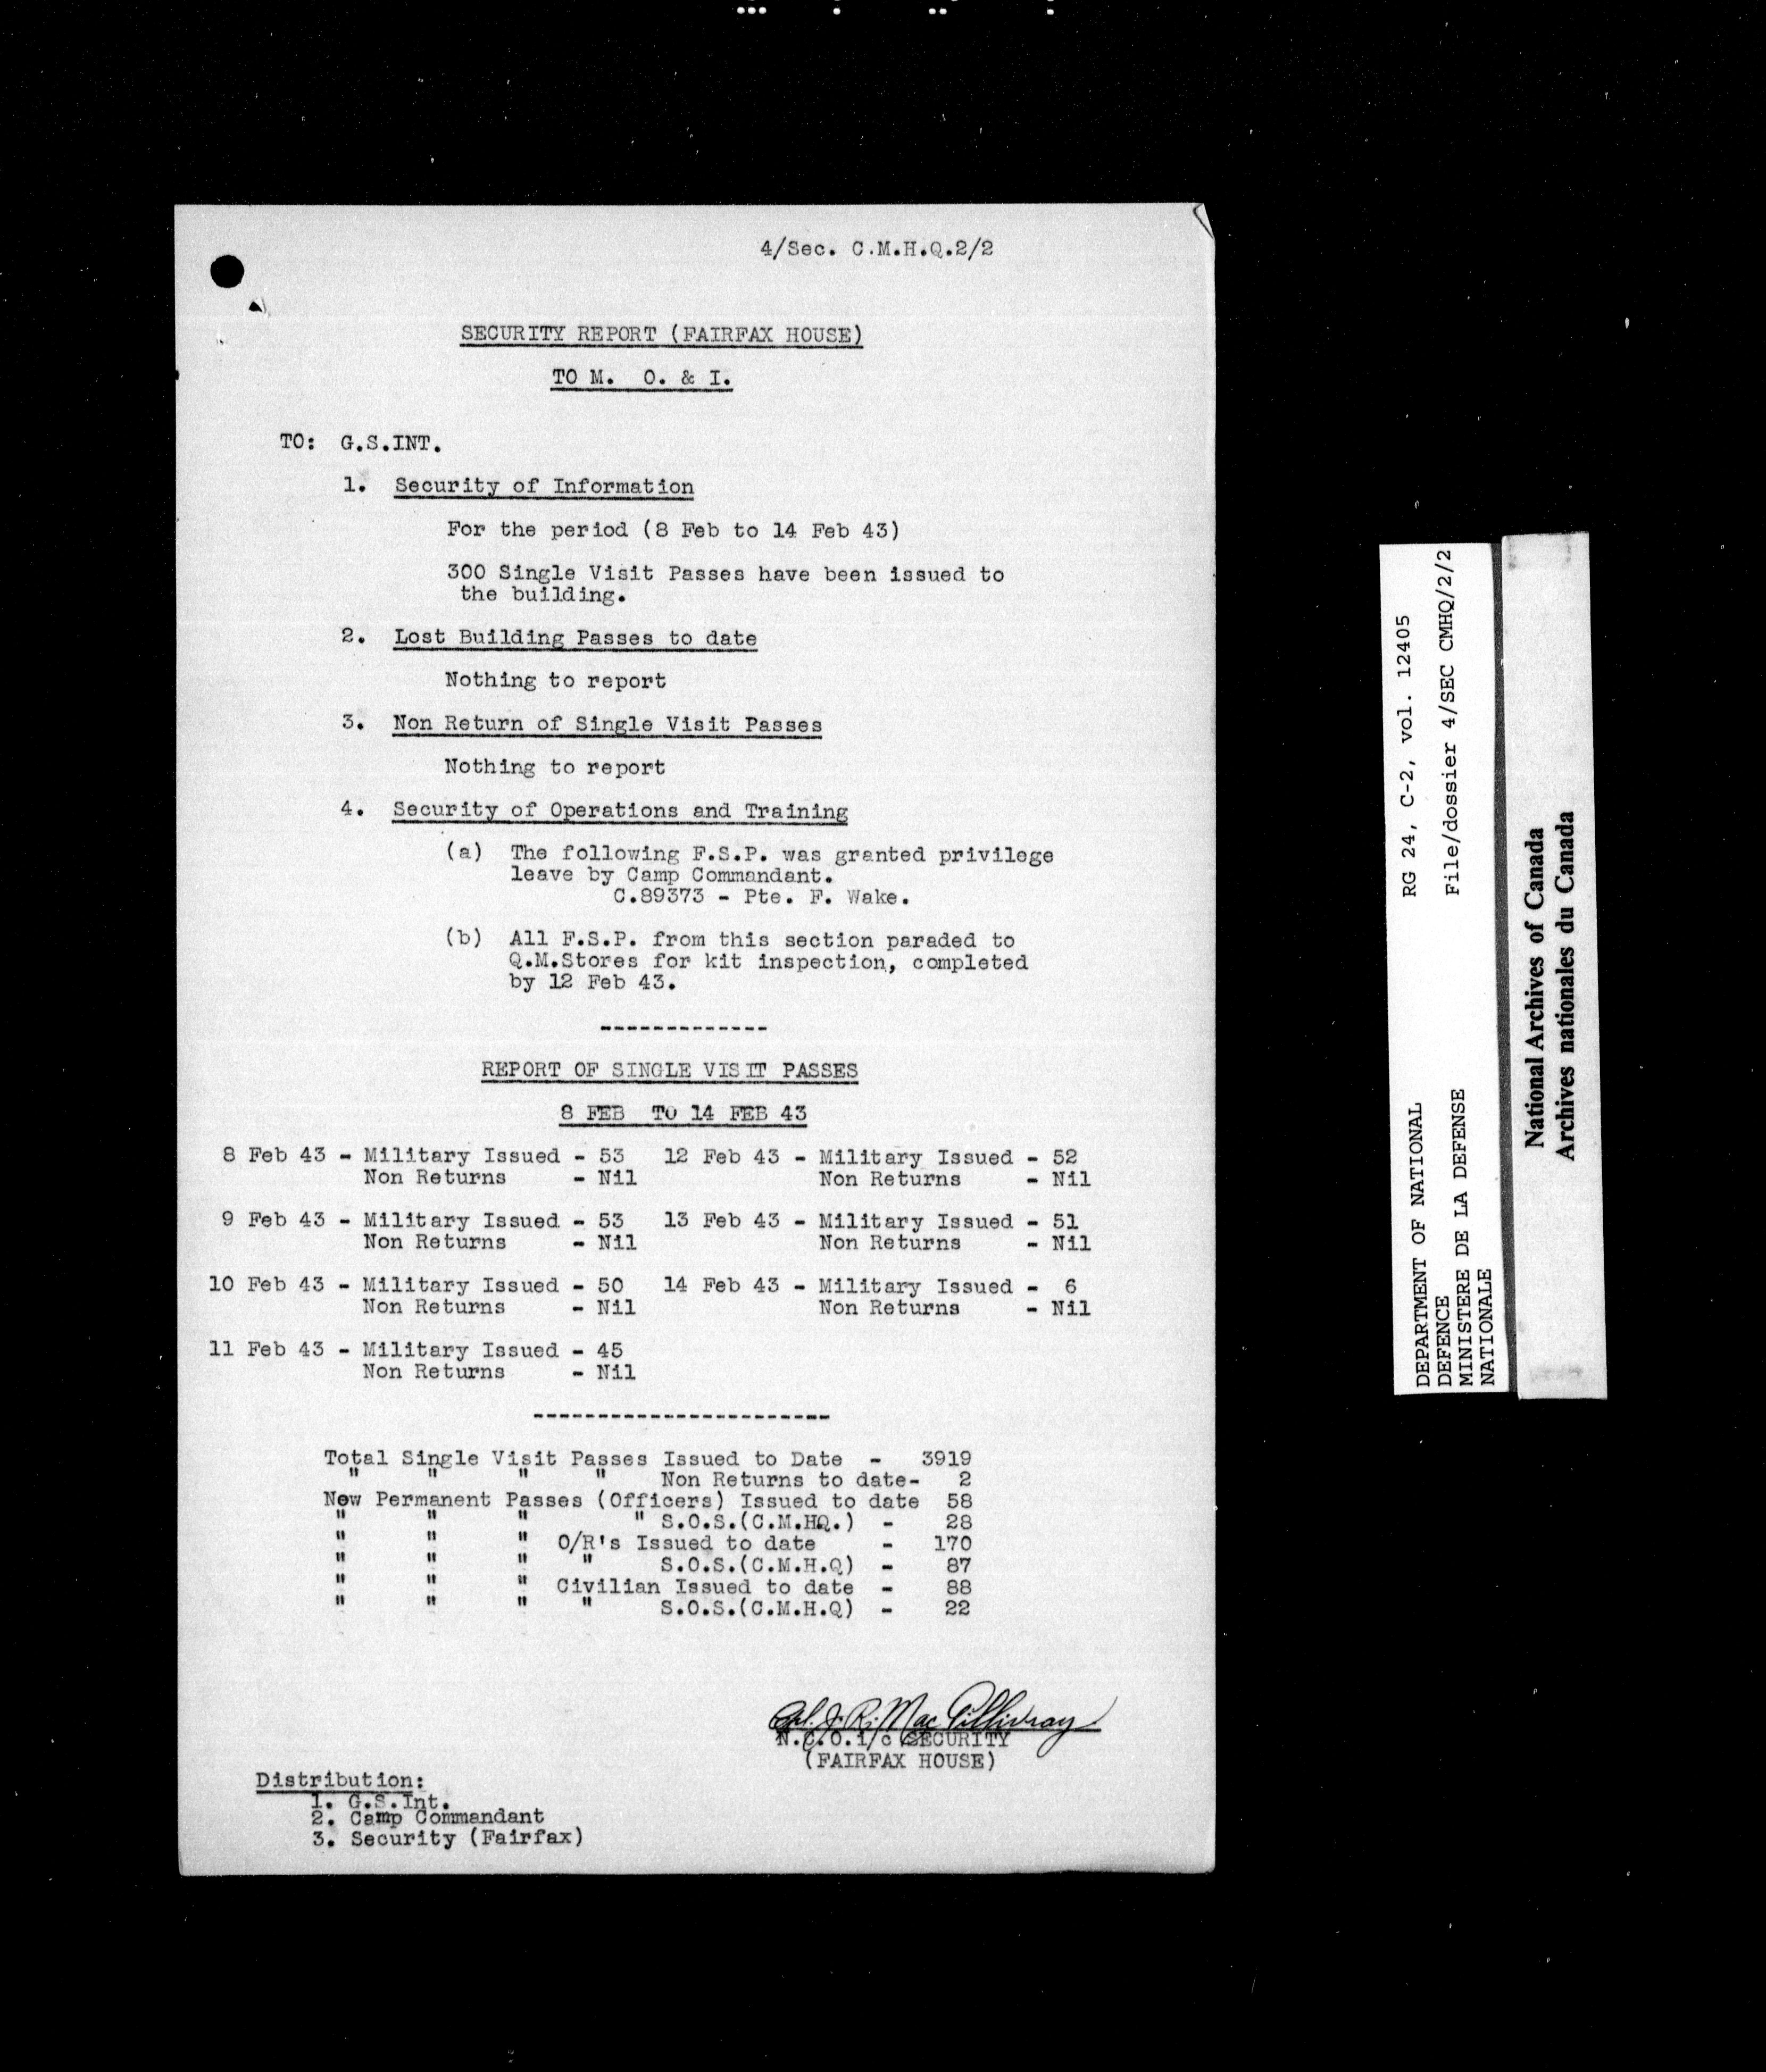 4/Sec. C.M.H.Q.2/2
SECURITY REPORT (FAIRFAX HOUSE)
TO M. O. & I.
TO: G.S.INT.
1. Security of Information
For the period (8 Feb to 14 Feb 43)
300 Single Visit Passes have been issued to
the building.
2. Lost Building Passes to date
Nothing to report
3. Non Return of Single Visit Passes
Nothing to report
4. Security of Operations and Training
(a) The following F.S.P. was granted privilege
leave by Camp Commandant.
C.89373 - Pte. F. Wake.
(b) All F.S.P. from this section paraded to
Q.M.Stores for kit inspection, completed
by 12 Feb 43.
-------------
REPORT OF SINGLE VISIT PASSES
8 FEB TO 14 FEB 43
8 Feb 43 - Military Issued - 53 12 Feb 43 - Military Issued - 52
Non Returns - Nil Non Returns - Nil
9 Feb 43 - Military Issued - 53 13 Feb 43 - Military Issued - 51
Non Returns - Nil Non Returns - Nil
10 Feb 43 - Military Issued - 50 14 Feb 43 - Military Issued - 6
Non Returns - Nil Non Returns - Nil
11 Feb 43 - Military Issued - 45
Non Returns - Nil
-----------------------
Total Single Visit Passes Issued to Date - 3919
" " " " Non Returns to date- 2
New Permanent Passes (Officers) Issued to date 58
" " " " S.O.S.(C.M.HQ.) - 28
" " " O/R's Issued to date - 170
" " " " S.O.S.(C.M.H.Q) - 87
" " " Civilian Issued to date - 88
" " " " S.O.S.(C.M.H.Q) - 22
Cpl. J. R. MacGillivray
N.C.O.i/c SECURITY
(FAIRFAX HOUSE)
Distribution:
1. G.S.Int.
2. Camp Commandant
3. Security (Fairfax)
DEPARTMENT OF NATIONAL RG 24, C-2, vol. 12405
DEFENCE File/dossier 4/SEC CMHQ/2/2
MINISTERE DE LA DEFENSE
NATIONALE
National Archives of Canada
Archives nationales du Canada